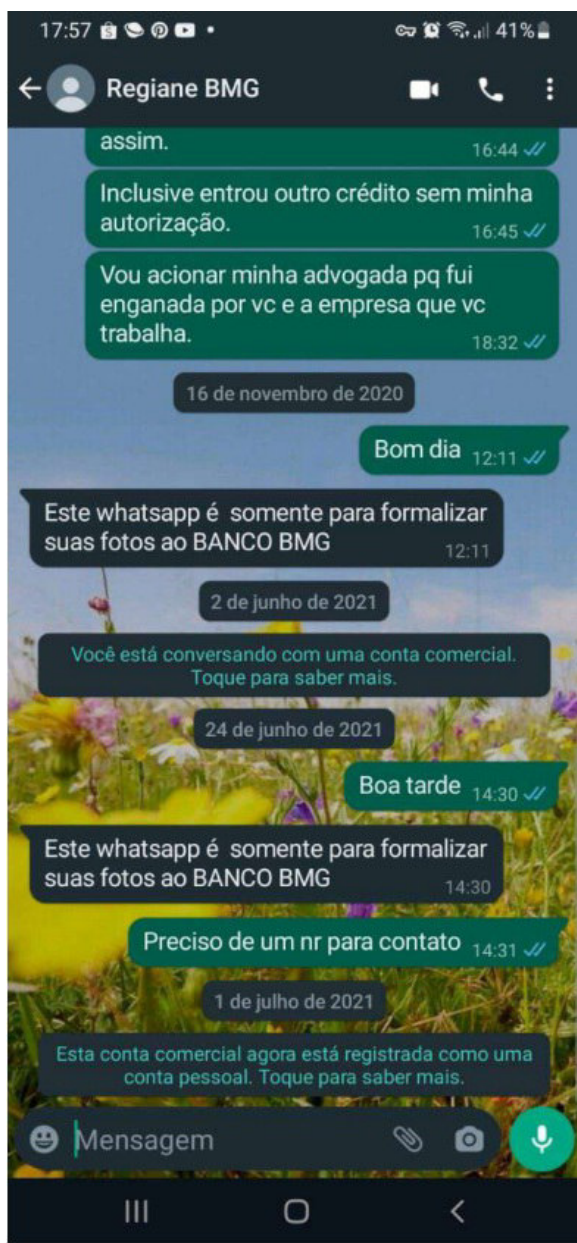 17:57 41%
Regiane BMG
assim.
16:44
Inclusive entrou outro crédito sem minha
autorização.
16:45
Vou acionar minha advogada pq fui
enganada por vc e a empresa que vc
trabalha.
18:32
16 de novembro de 2020
Bom dia 12:11
Este whatsapp é somente para formalizar
suas fotos ao BANCO BMG
12:11
2 de junho de 2021
Você está conversando com uma conta comercial.
Toque para saber mais.
24 de junho de 2021
Boa tarde 14:30
Este whatsapp é somente para formalizar
suas fotos ao BANCO BMG
14:30
Preciso de um nr para contato 14:31
1 de julho de 2021
Esta conta comercial agora está registrada como uma
conta pessoal. Toque para saber mais.
Mensagem